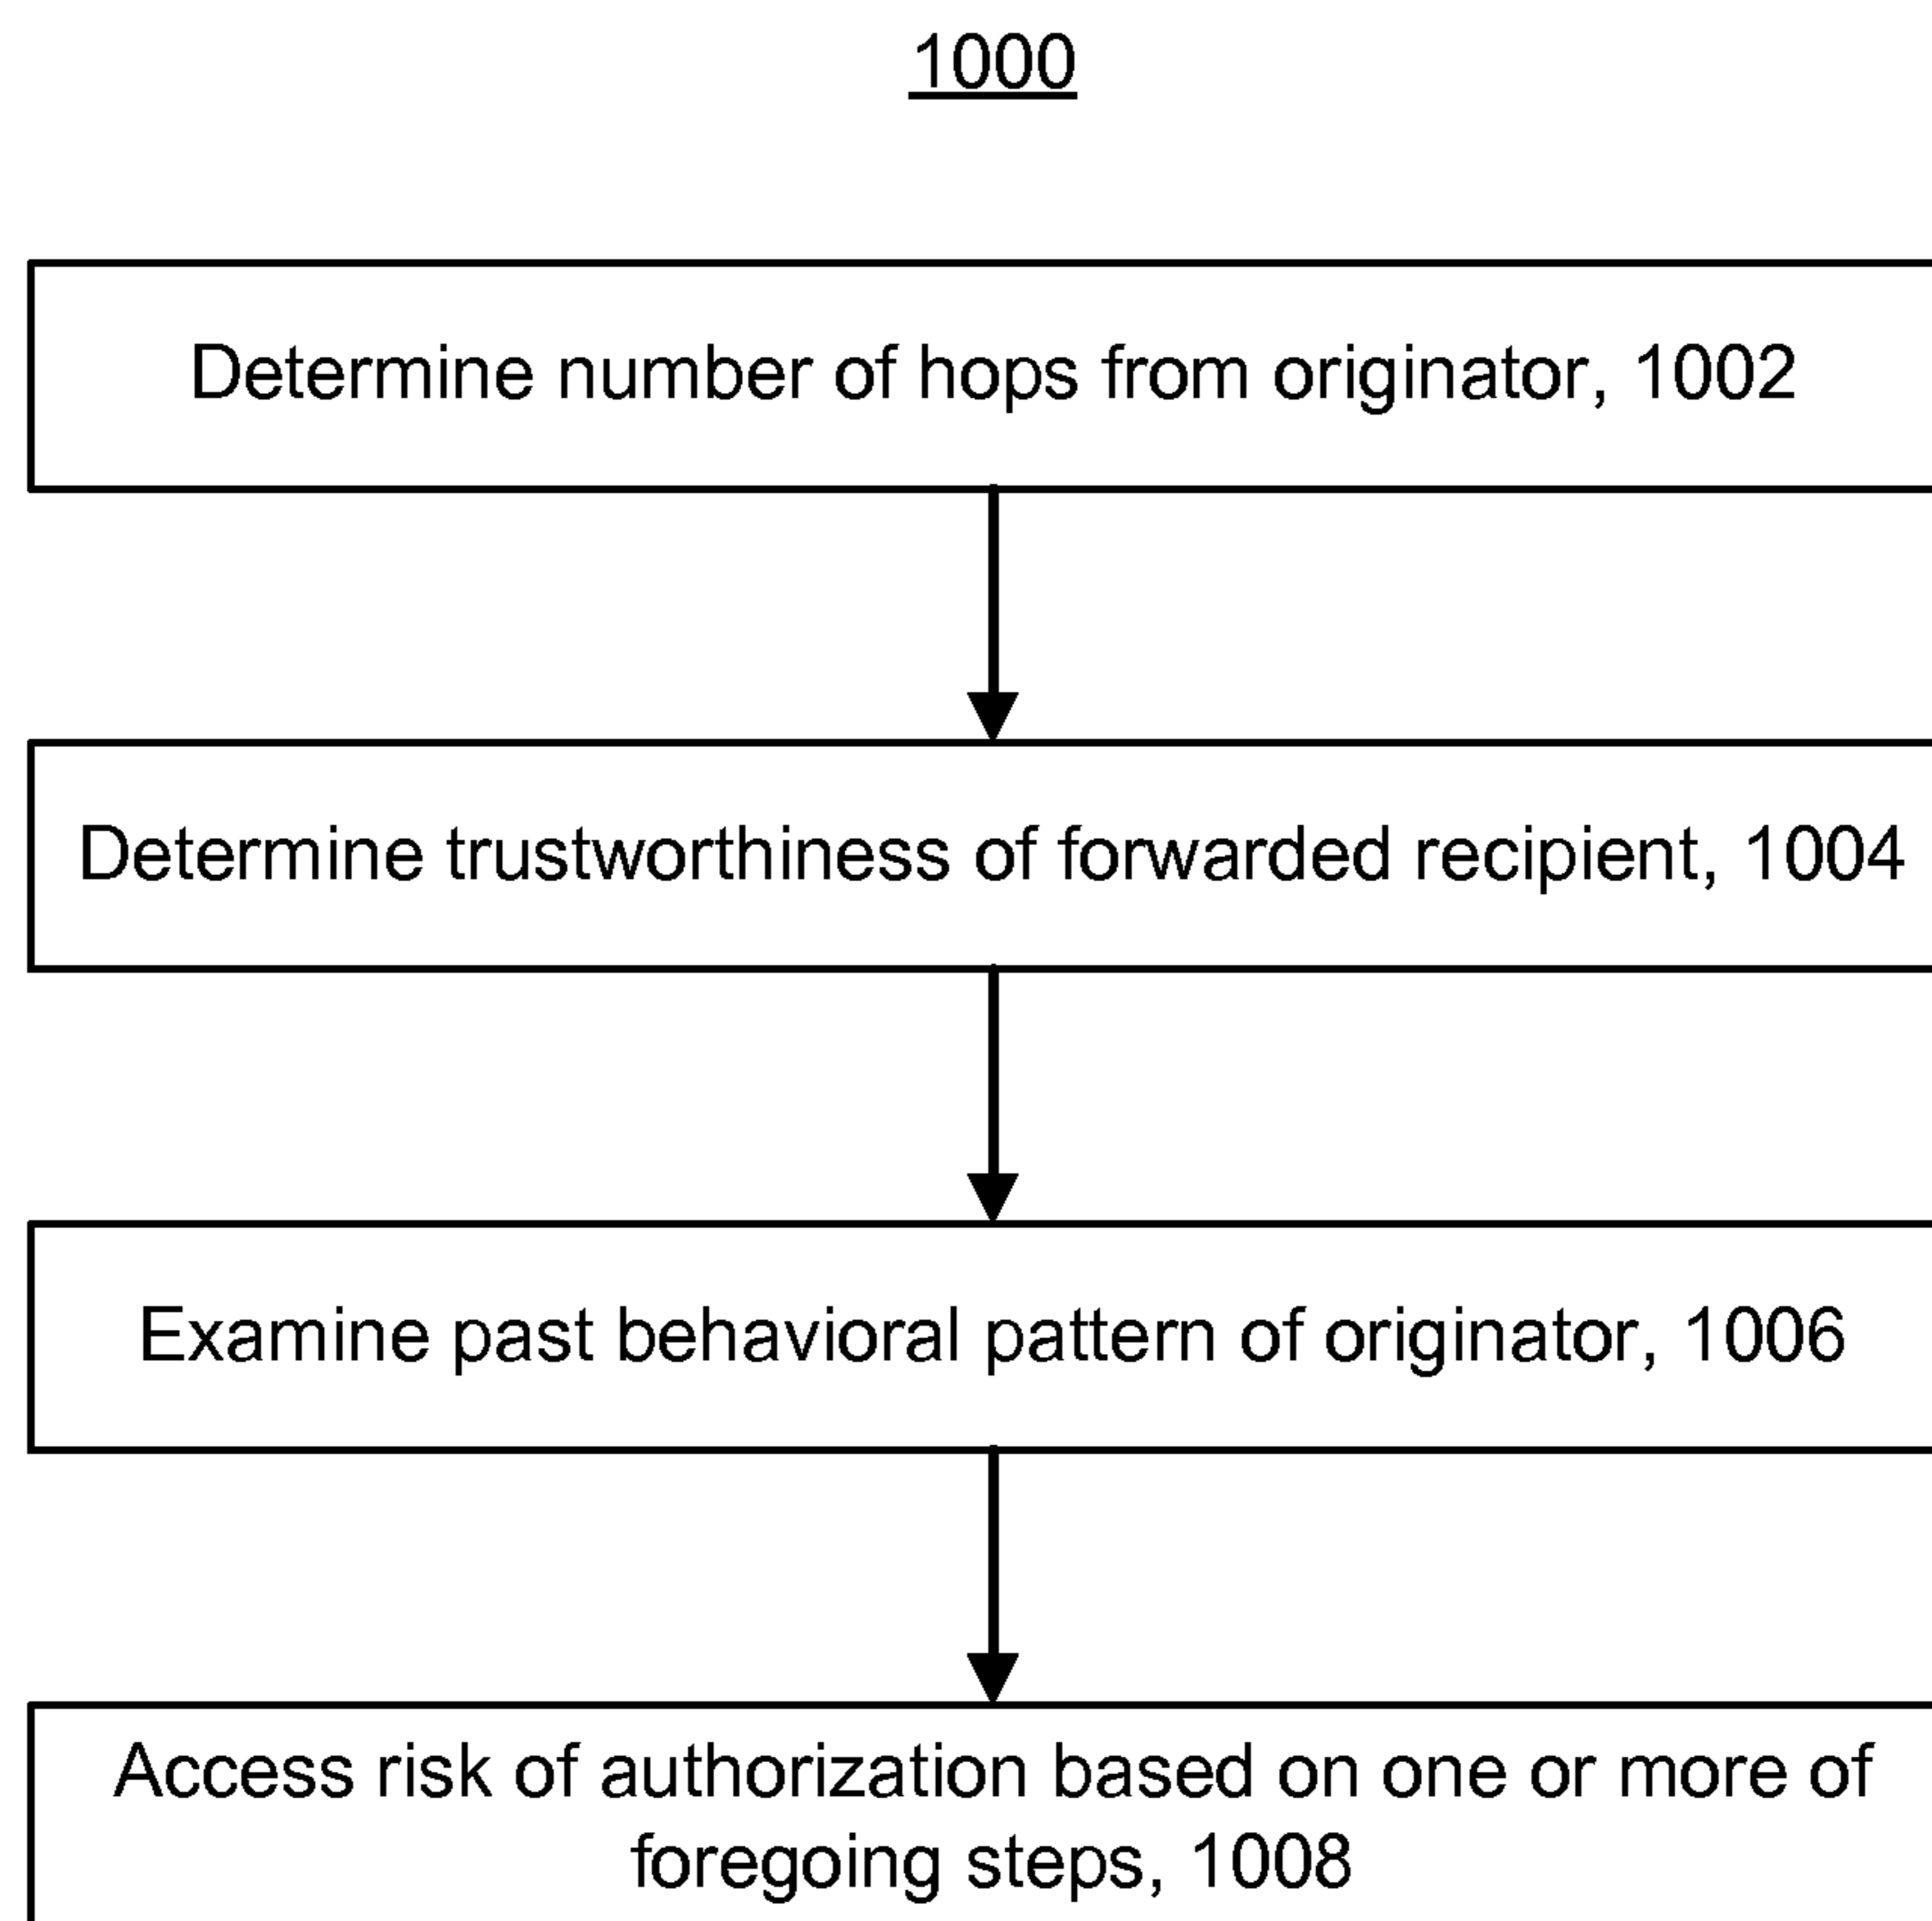 1000
Determine number of hops from originator, 1002
Determine trustworthiness of forwarded recipient, 1004
Examine past behavioral pattern of originator, 1006
Access risk of authorization based on one or more of
foregoing steps, 1008